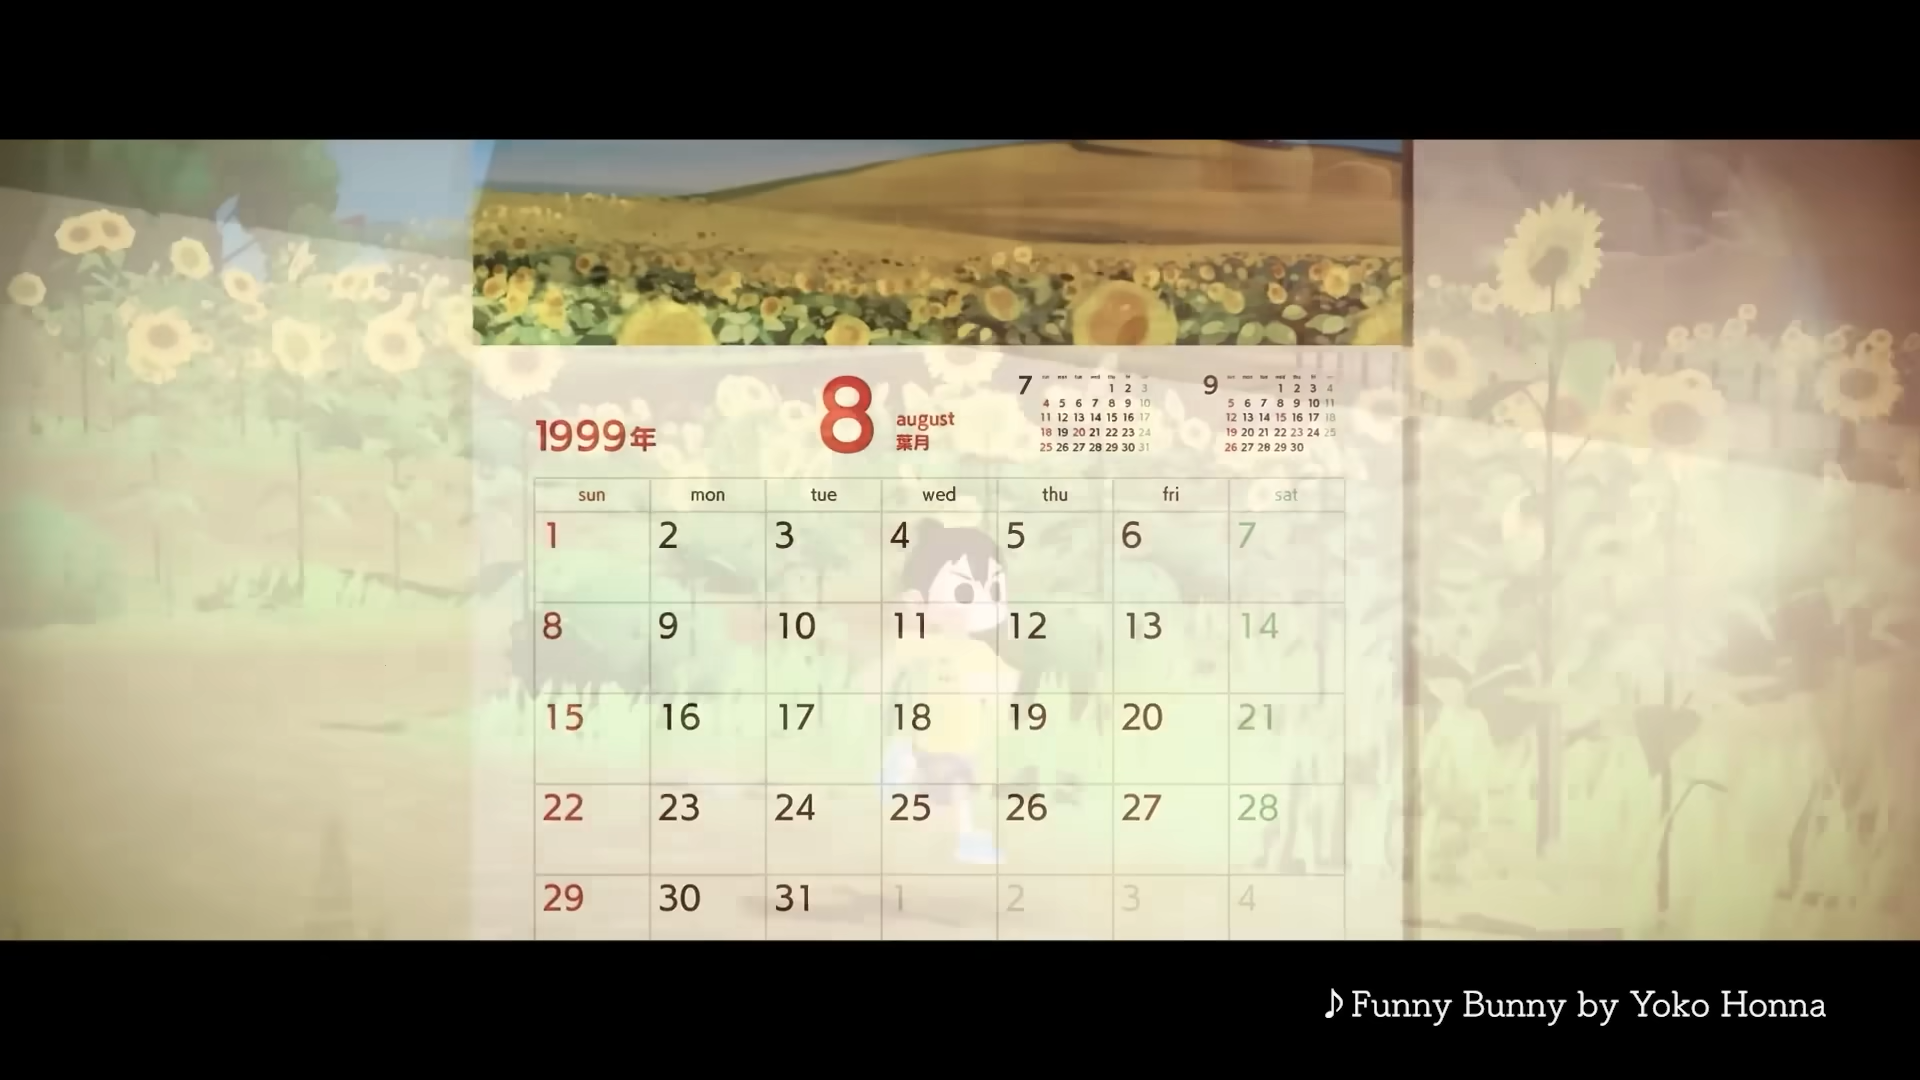 1999年
8
august
葉月
7
1 2 3
4 5 6 7 8 9 10
11 12 13 14 15 16 17
18 19 20 21 22 23 24
25 26 27 28 29 30 31
9
1 2 3 4
5 6 7 8 9 10 11
12 13 14 15 16 17 18
19 20 21 22 23 24 25
26 27 28 29 30
sun mon tue wed thu fri sat
1 2 3 4 5 6 7
8 9 10 11 12 13 14
15 16 17 18 19 20 21
22 23 24 25 26 27 28
29 30 31 1 2 3 4
♪Funny Bunny by Yoko Honna